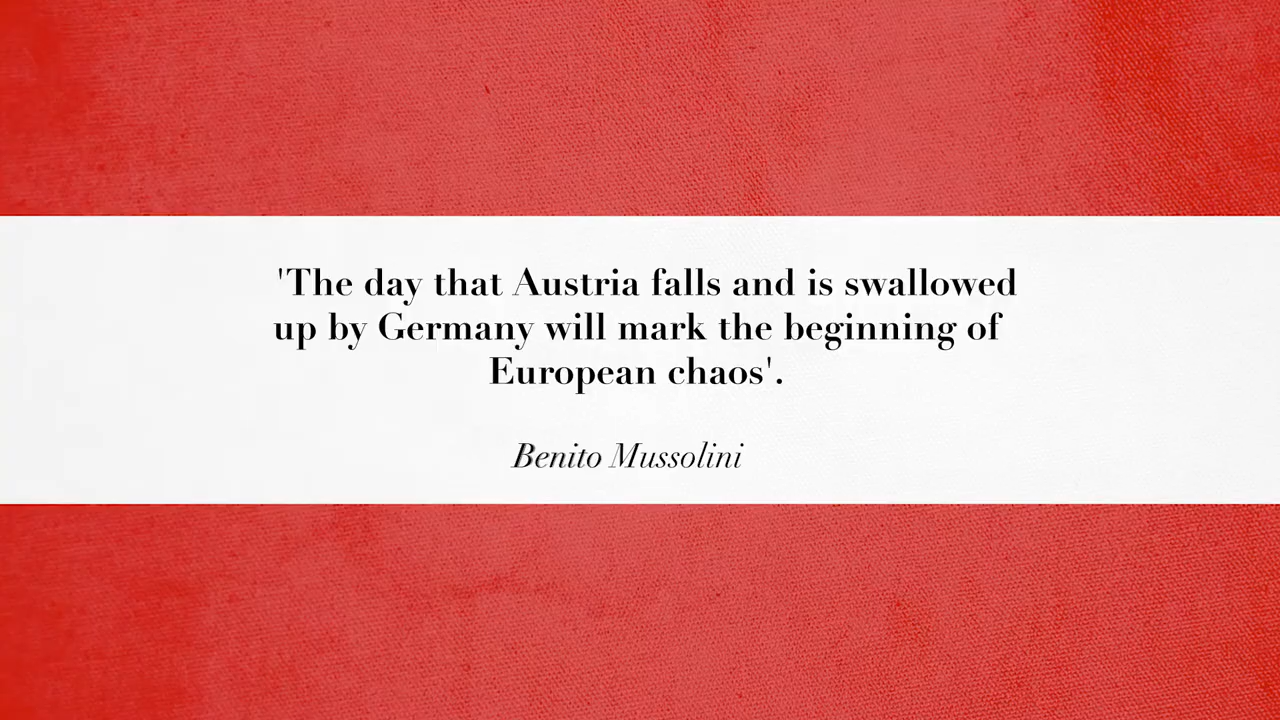 'The day that Austria falls and is swallowed
up by Germany will mark the beginning of
European chaos'.
Benito Mussolini